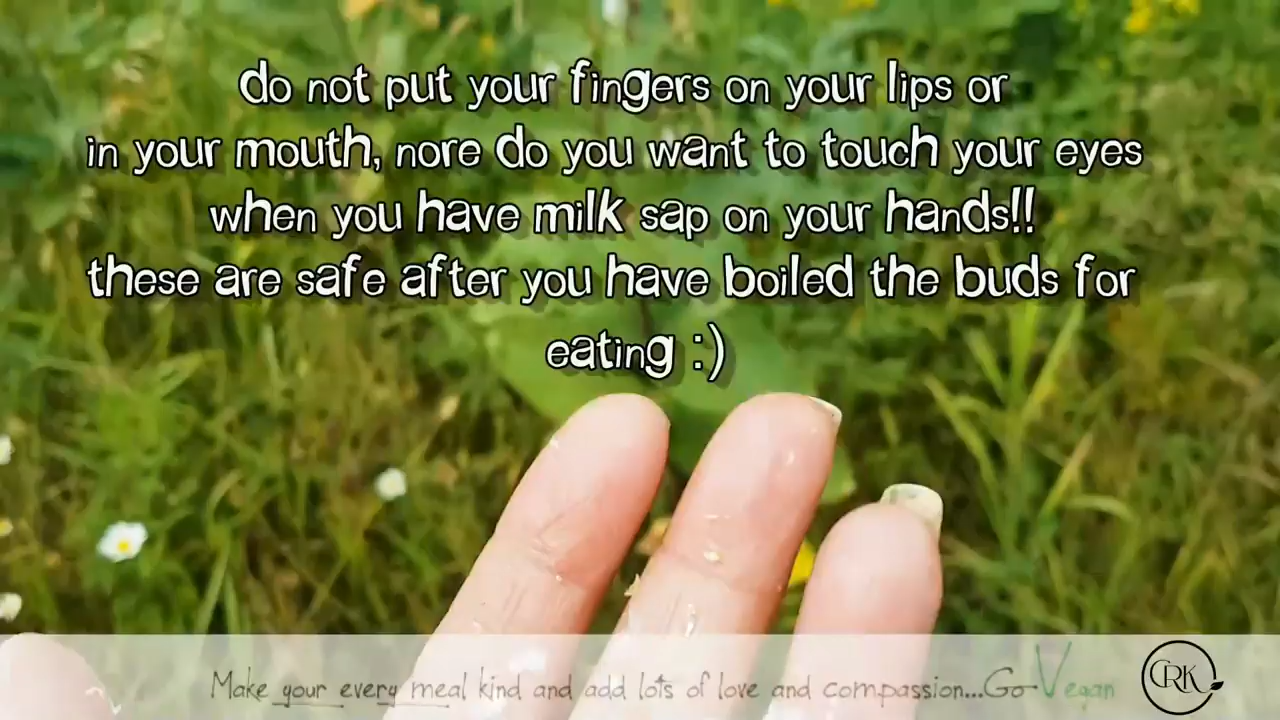 do not put your fingers on your lips or
in your mouth, nore do you want to touch your eyes
when you have milk sap on your hands!!
these are safe after you have boiled the buds for
eating :)
Make your every meal kind and add lots of love and compassion...Go Vegan
CRK